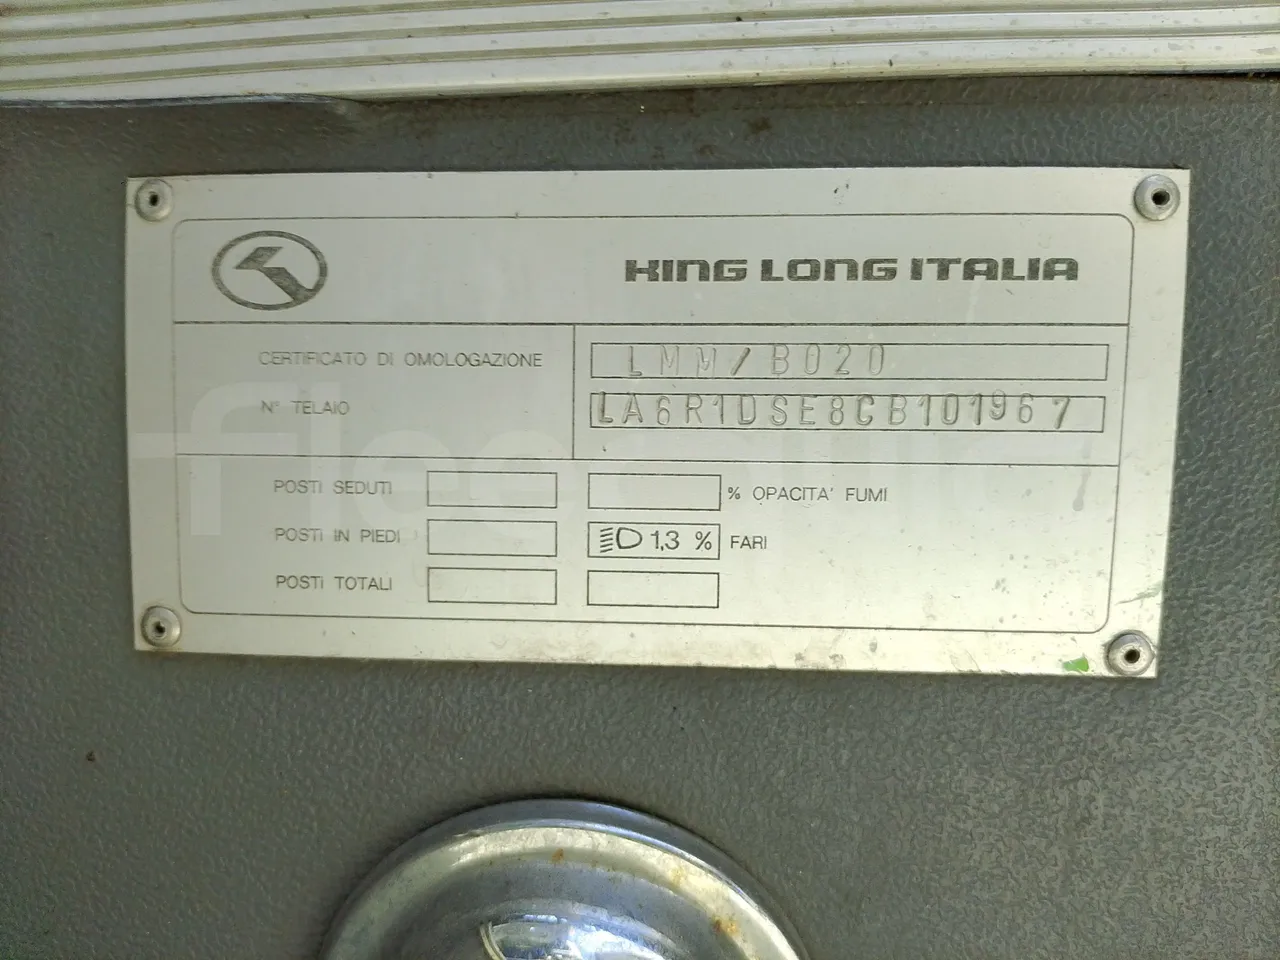 KING LONG ITALIA
CERTIFICATO DI OMOLOGAZIONE LMM/B020
N° TELAIO LA6R1DSE8CB101967
POSTI SEDUTI % OPACITA' FUMI
POSTI IN PIEDI 1,3 % FARI
POSTI TOTALI